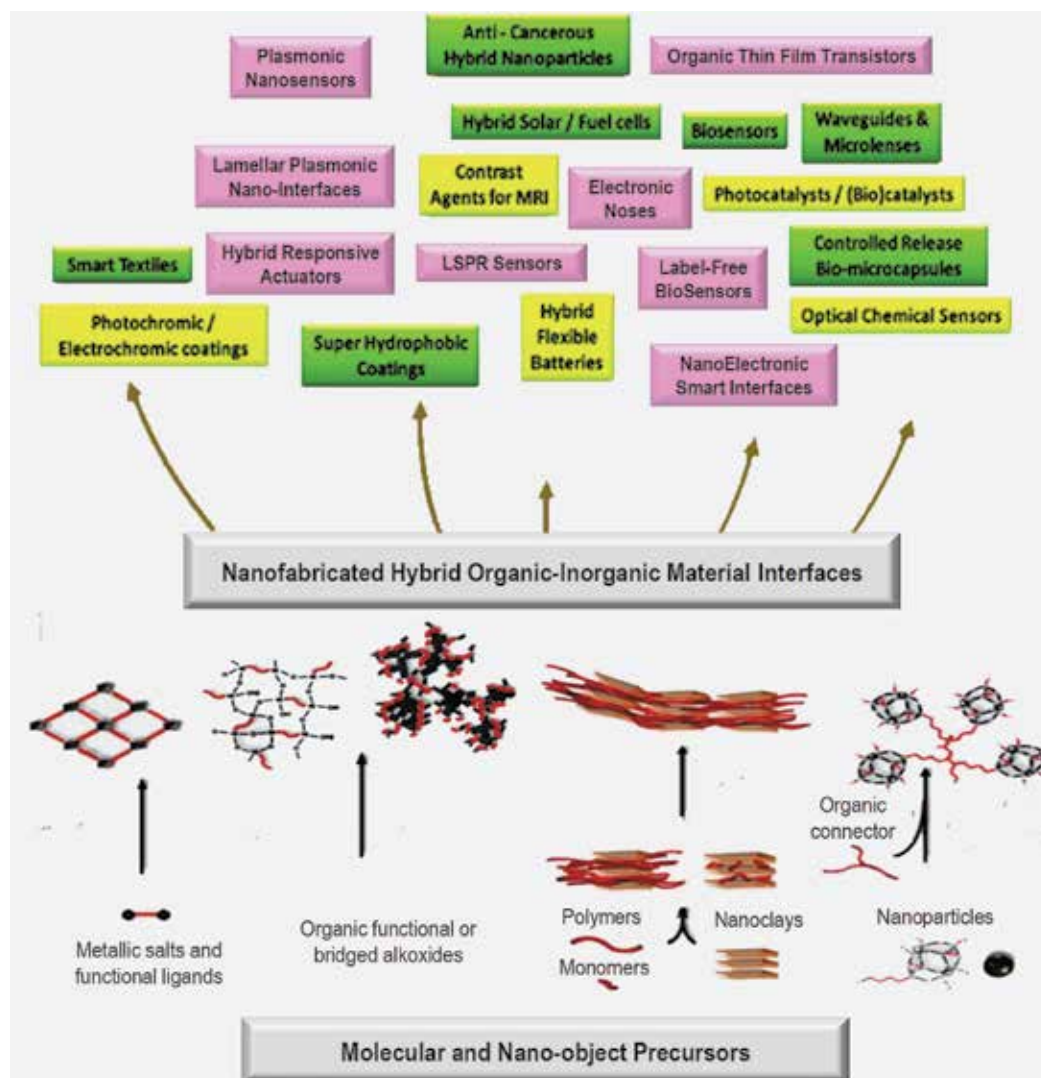 Anti - Cancerous
Hybrid Nanoparticles
Plasmonic
Nanosensors
Organic Thin Film Transistors
Hybrid Solar / Fuel cells
Biosensors
Waveguides &
Microlenses
Lamellar Plasmonic
Nano-Interfaces
Contrast
Agents for MRI
Electronic
Noses
Photocatalysts / (Bio)catalysts
Smart Textiles
Hybrid Responsive
Actuators
LSPR Sensors
Label-Free
BioSensors
Controlled Release
Bio-microcapsules
Photochromic /
Electrochromic coatings
Super Hydrophobic
Coatings
Hybrid
Flexible
Batteries
NanoElectronic
Smart Interfaces
Optical Chemical Sensors
Nanofabricated Hybrid Organic-Inorganic Material Interfaces
Organic
connector
Metallic salts and
functional ligands
Organic functional or
bridged alkoxides
Polymers
Monomers
Nanoclays
Nanoparticles
Molecular and Nano-object Precursors